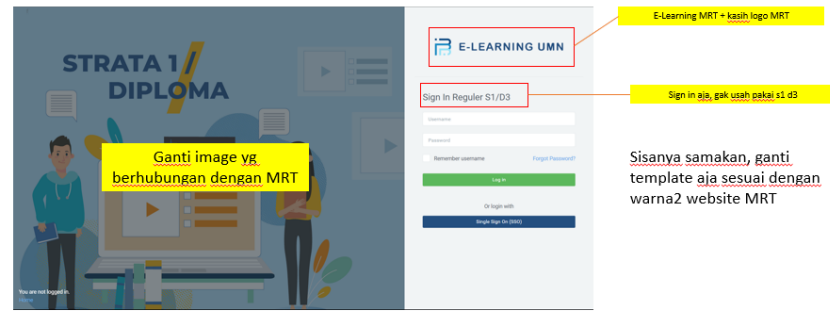 STRATA 1 /
DIPLOMA
Ganti image yg
berhubungan dengan MRT
You are not logged in.
Home
E-LEARNING UMN
Sign In Reguler S1/D3
Username
Password
Remember username
Forgot Password?
Log in
Or login with
Single Sign On (SSO)
E-Learning MRT + kasih logo MRT
Sign in aja, gak usah pakai s1 d3
Sisanya samakan, ganti
template aja sesuai dengan
warna2 website MRT